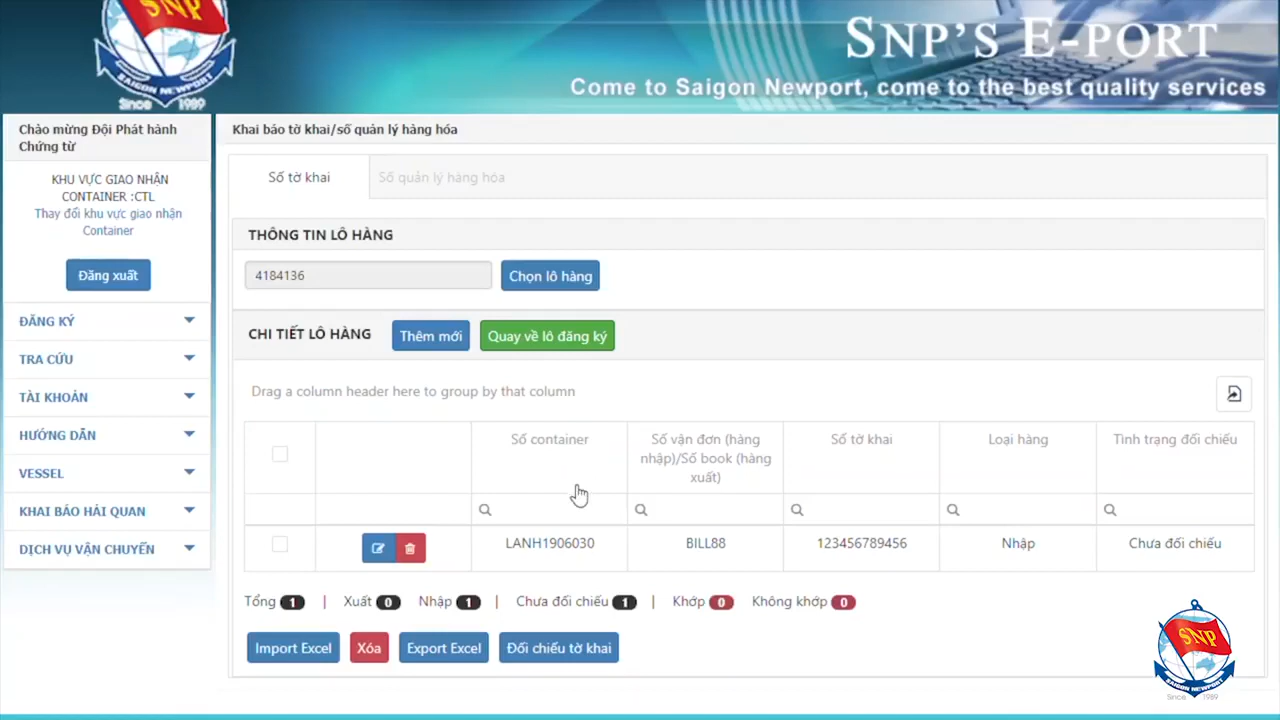 SNP
SAIGON NEWPORT
Since 1989
SNP'S E-PORT
Come to Saigon Newport, come to the best quality services
Chào mừng Đội Phát hành
Chứng từ
KHU VỰC GIAO NHẬN
CONTAINER :CTL
Thay đổi khu vực giao nhận
Container
Đăng xuất
ĐĂNG KÝ
TRA CỨU
TÀI KHOẢN
HƯỚNG DẪN
VESSEL
KHAI BÁO HẢI QUAN
DỊCH VỤ VẬN CHUYỂN
Khai báo tờ khai/số quản lý hàng hóa
Số tờ khai
Số quản lý hàng hóa
THÔNG TIN LÔ HÀNG
4184136
Chọn lô hàng
CHI TIẾT LÔ HÀNG
Thêm mới
Quay về lô đăng ký
Drag a column header here to group by that column
Số container
Số vận đơn (hàng
nhập)/Số book (hàng
xuất)
Số tờ khai
Loại hàng
Tình trạng đối chiếu
LANH1906030
BILL88
123456789456
Nhập
Chưa đối chiếu
Tổng 1 | Xuất 0 Nhập 1 | Chưa đối chiếu 1 | Khớp 0 Không khớp 0
Import Excel
Xóa
Export Excel
Đối chiếu tờ khai
SNP
SAIGON NEWPORT
Since 1989